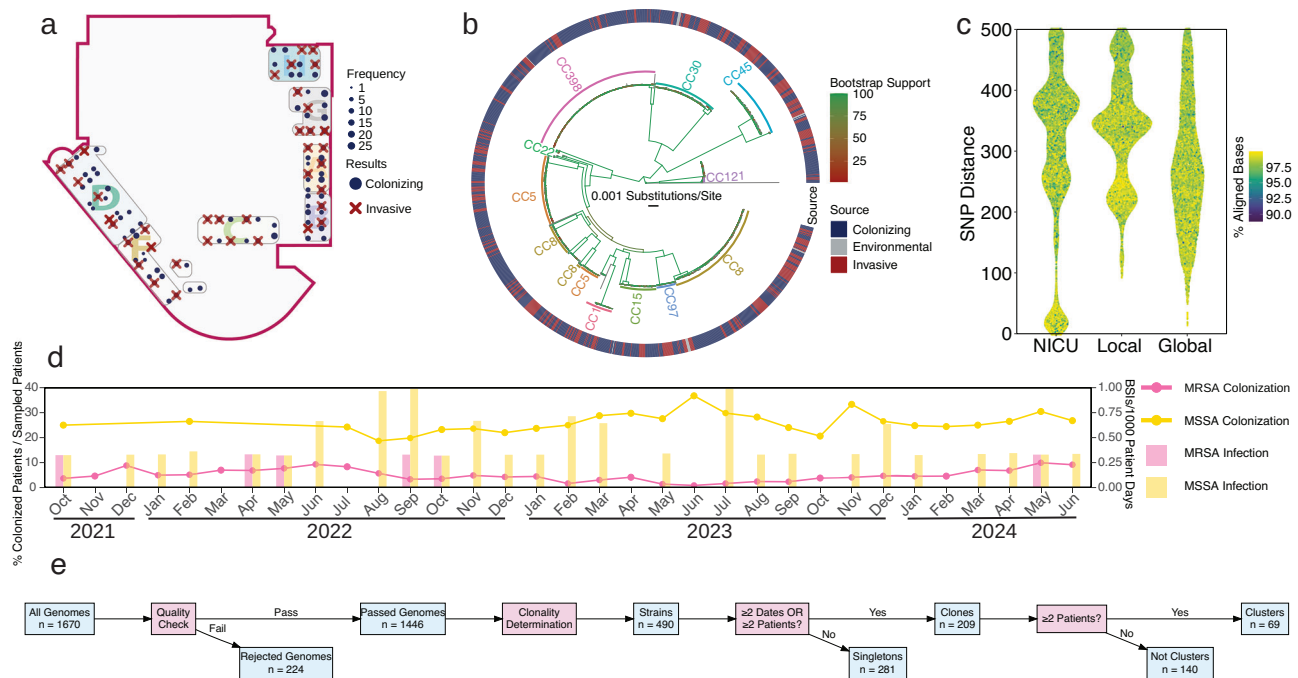 a
Frequency
1
5
10
15
20
25
Results
Colonizing
Invasive
D
C
b
CC398
CC30
CC45
CC22
CC121
CC5
0.001 Substitutions/Site
Source
CC8
CC8
CC5
CC8
CC1
CC15
CC97
Bootstrap Support
100
75
50
25
0
Source
Colonizing
Environmental
Invasive
c
SNP Distance
500
400
300
200
100
0
NICU Local Global
% Aligned Bases
97.5
95.0
92.5
90.0
d
% Colonized Patients / Sampled Patients
40
30
20
10
0
BSIs/1000 Patient Days
1.00
0.75
0.50
0.25
0.00
Oct Nov Dec Jan Feb Mar Apr May Jun Jul Aug Sep Oct Nov Dec Jan Feb Mar Apr May Jun Jul Aug Sep Oct Nov Dec Jan Feb Mar Apr May Jun
2021 2022 2023 2024
MRSA Colonization
MSSA Colonization
MRSA Infection
MSSA Infection
e
All Genomes
n = 1670
Quality
Check
Pass
Fail
Rejected Genomes
n = 224
Passed Genomes
n = 1446
Clonality
Determination
Strains
n = 490
≥2 Dates OR
≥2 Patients?
Yes
No
Singletons
n = 281
Clones
n = 209
≥2 Patients?
Yes
No
Not Clusters
n = 140
Clusters
n = 69